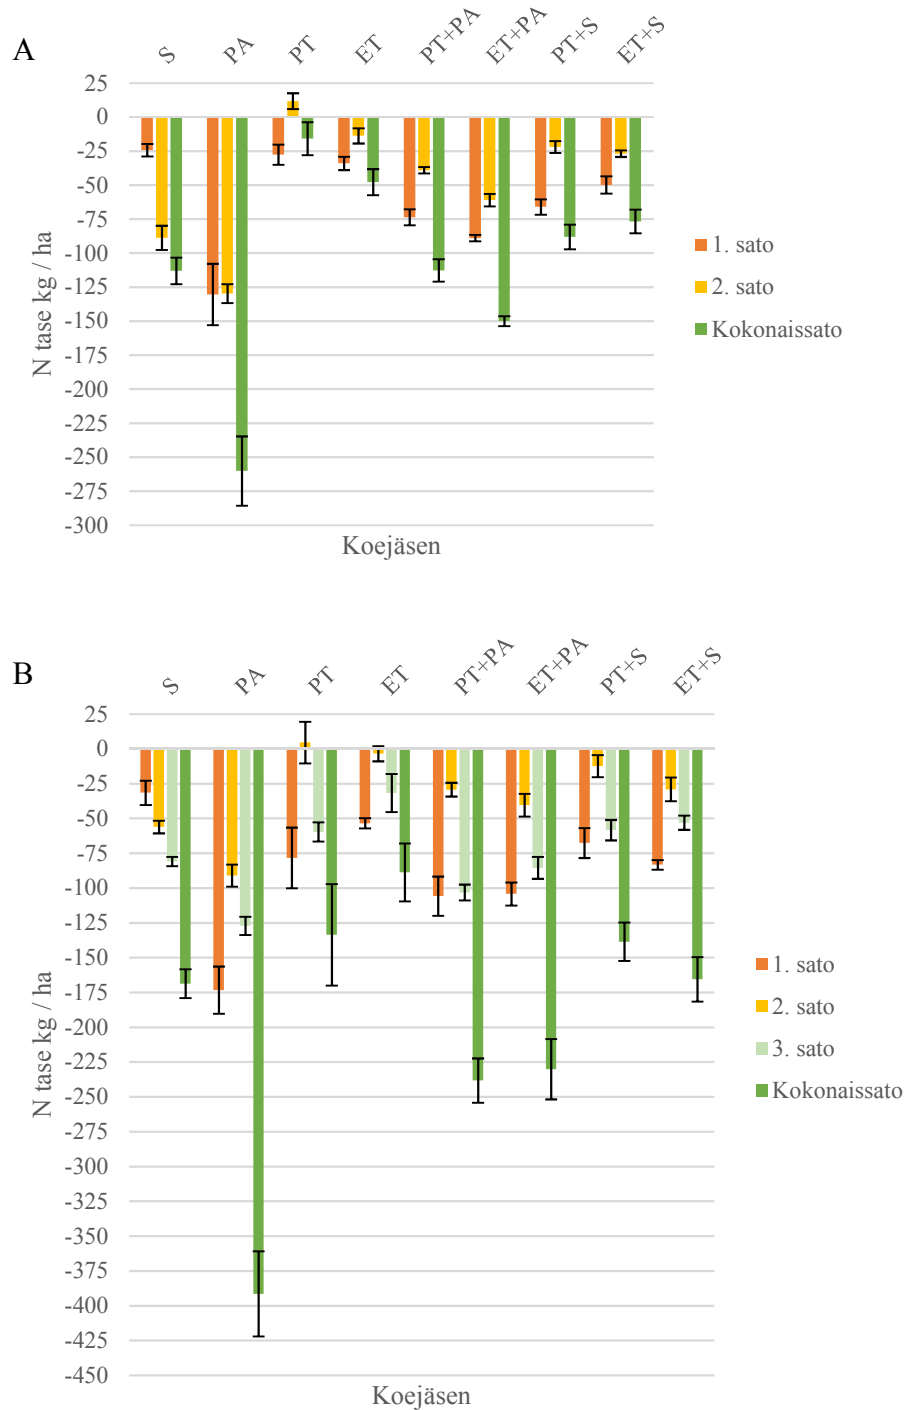 A
S PA PT ET PT+PA ET+PA PT+S ET+S
25
0
-25
-50
-75
-100
-125
-150
-175
-200
-225
-250
-275
-300
N tase kg / ha
Koejäsen
1. sato
2. sato
Kokonaissato
B
S PA PT ET PT+PA ET+PA PT+S ET+S
25
0
-25
-50
-75
-100
-125
-150
-175
-200
-225
-250
-275
-300
-325
-350
-375
-400
-425
-450
N tase kg / ha
Koejäsen
1. sato
2. sato
3. sato
Kokonaissato